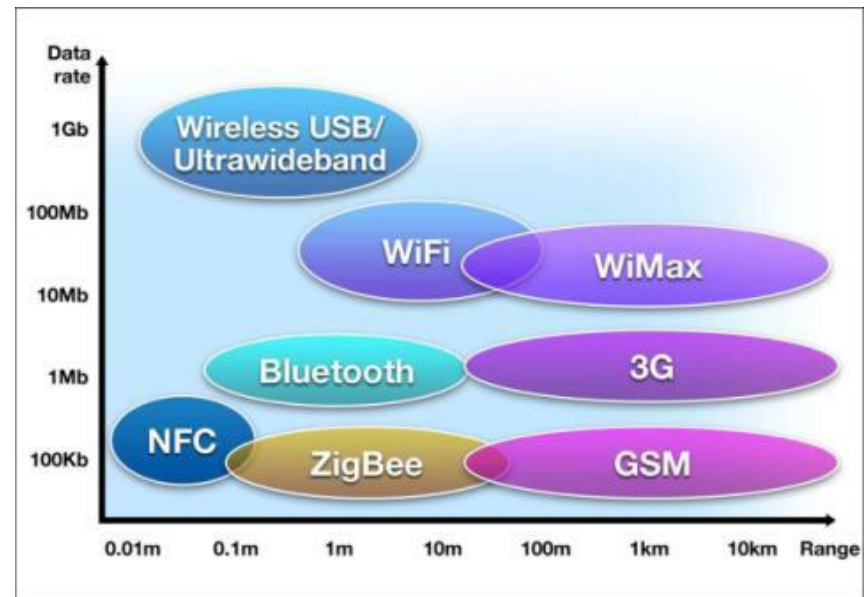 Data
rate
1Gb
Wireless USB/
Ultrawideband
100Mb
WiFi
WiMax
10Mb
1Mb
Bluetooth
3G
NFC
100Kb
ZigBee
GSM
0.01m 0.1m 1m 10m 100m 1km 10km Range